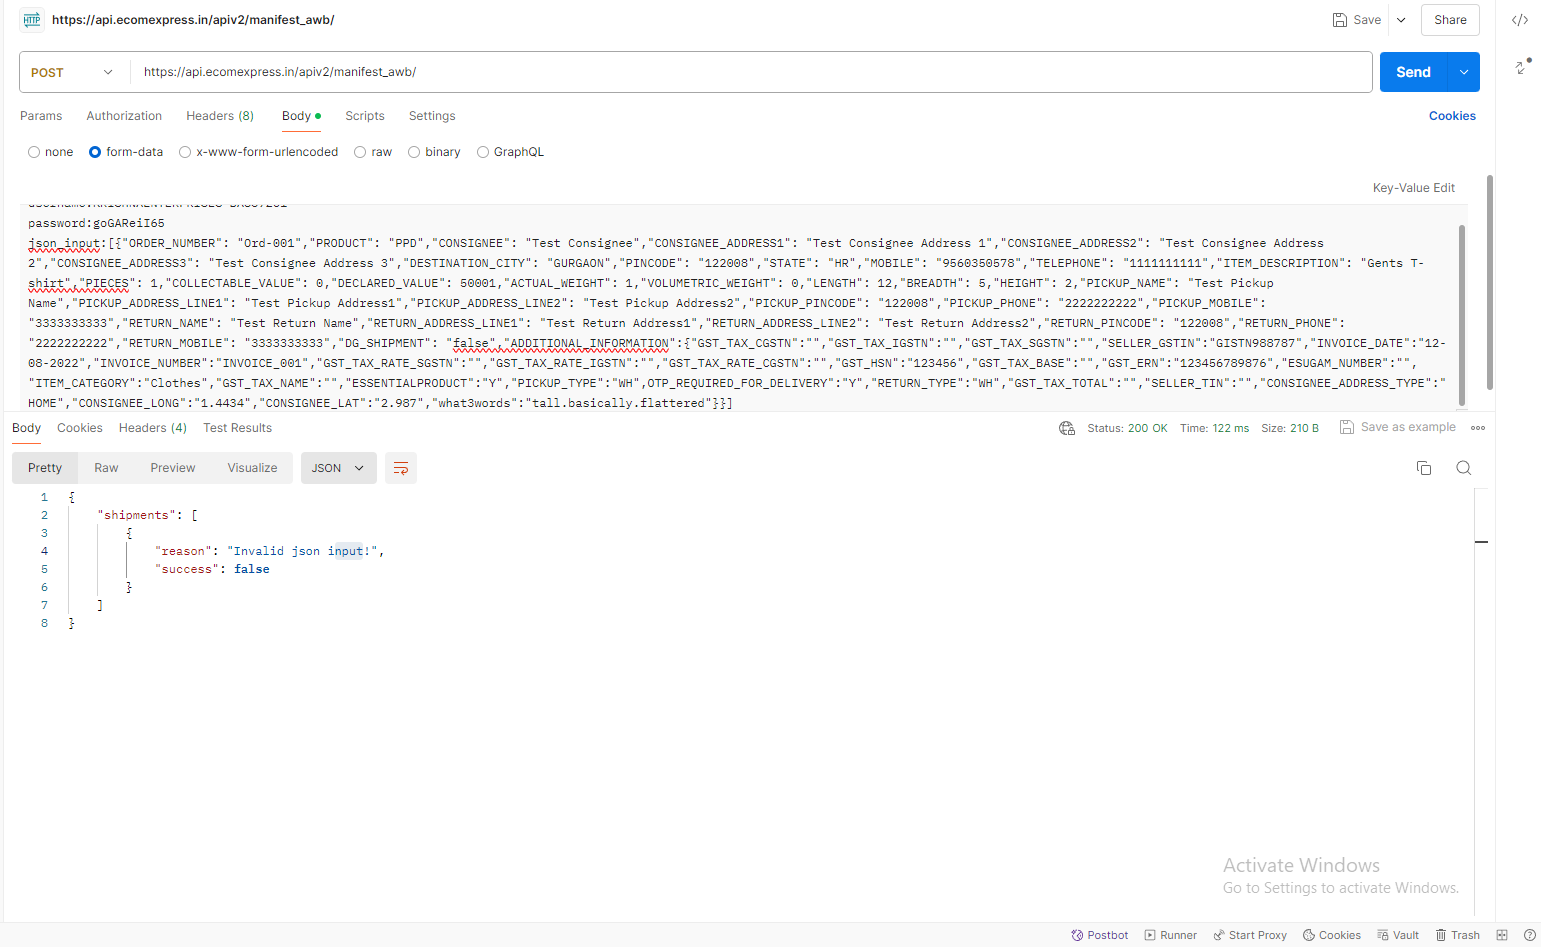 HTTP https://api.ecomexpress.in/apiv2/manifest_awb/ Save Share
POST https://api.ecomexpress.in/apiv2/manifest_awb/ Send
Params Authorization Headers (8) Body Scripts Settings Cookies
none form-data x-www-form-urlencoded raw binary GraphQL
Key-Value Edit
password:goGAReiI65
json_input:[{"ORDER_NUMBER": "Ord-001","PRODUCT": "PPD","CONSIGNEE": "Test Consignee","CONSIGNEE_ADDRESS1": "Test Consignee Address 1","CONSIGNEE_ADDRESS2": "Test Consignee Address
2","CONSIGNEE_ADDRESS3": "Test Consignee Address 3","DESTINATION_CITY": "GURGAON","PINCODE": "122008","STATE": "HR","MOBILE": "9560350578","TELEPHONE": "1111111111","ITEM_DESCRIPTION": "Gents T-
shirt","PIECES": 1,"COLLECTABLE_VALUE": 0,"DECLARED_VALUE": 50001,"ACTUAL_WEIGHT": 1,"VOLUMETRIC_WEIGHT": 0,"LENGTH": 12,"BREADTH": 5,"HEIGHT": 2,"PICKUP_NAME": "Test Pickup
Name","PICKUP_ADDRESS_LINE1": "Test Pickup Address1","PICKUP_ADDRESS_LINE2": "Test Pickup Address2","PICKUP_PINCODE": "122008","PICKUP_PHONE": "2222222222","PICKUP_MOBILE":
"3333333333","RETURN_NAME": "Test Return Name","RETURN_ADDRESS_LINE1": "Test Return Address1","RETURN_ADDRESS_LINE2": "Test Return Address2","RETURN_PINCODE": "122008","RETURN_PHONE":
"2222222222","RETURN_MOBILE": "3333333333","DG_SHIPMENT": "false","ADDITIONAL_INFORMATION":{"GST_TAX_CGSTN":"","GST_TAX_IGSTN":"","GST_TAX_SGSTN":"","SELLER_GSTIN":"GISTN988787","INVOICE_DATE":"12-
08-2022","INVOICE_NUMBER":"INVOICE_001","GST_TAX_RATE_SGSTN":"","GST_TAX_RATE_IGSTN":"","GST_TAX_RATE_CGSTN":"","GST_HSN":"123456","GST_TAX_BASE":"","GST_ERN":"123456789876","ESUGAM_NUMBER":"",
"ITEM_CATEGORY":"Clothes","GST_TAX_NAME":"","ESSENTIALPRODUCT":"Y","PICKUP_TYPE":"WH",OTP_REQUIRED_FOR_DELIVERY":"Y","RETURN_TYPE":"WH","GST_TAX_TOTAL":"","SELLER_TIN":"","CONSIGNEE_ADDRESS_TYPE":"
HOME","CONSIGNEE_LONG":"1.4434","CONSIGNEE_LAT":"2.987","what3words":"tall.basically.flattered"}}]
Body Cookies Headers (4) Test Results Status: 200 OK Time: 122 ms Size: 210 B Save as example
Pretty Raw Preview Visualize JSON
1 {
2 "shipments": [
3 {
4 "reason": "Invalid json input!",
5 "success": false
6 }
7 ]
8 }
Activate Windows
Go to Settings to activate Windows.
Postbot Runner Start Proxy Cookies Vault Trash